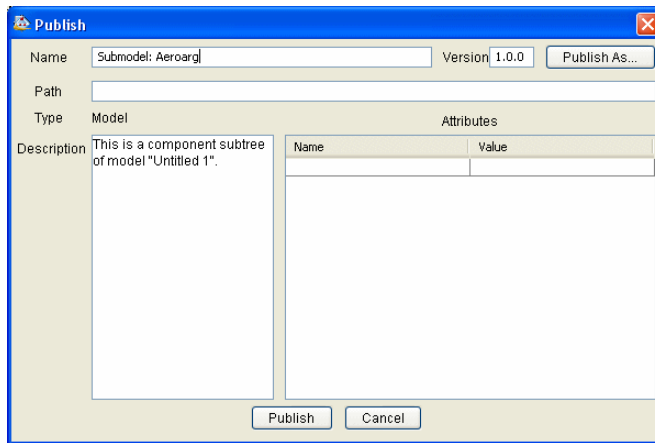 Publish
Name Submodel: Aeroarg Version 1.0.0 Publish As...
Path
Type Model Attributes
Description This is a component subtree of model "Untitled 1".
Name Value
Publish Cancel